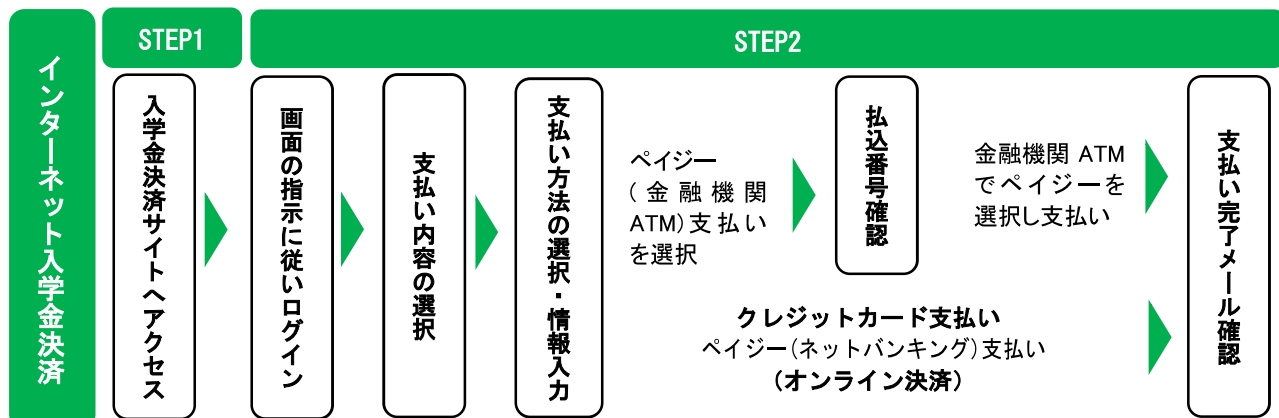 インターネット入学金決済
STEP1
STEP2
入学金決済サイトへアクセス
画面の指示に従いログイン
支払い内容の選択
支払い方法の選択・情報入力
ペイジー
(金融機関
ATM)支払い
を選択
払込番号確認
金融機関 ATM
でペイジーを
選択し支払い
クレジットカード支払い
ペイジー(ネットバンキング)支払い
(オンライン決済)
支払い完了メール確認